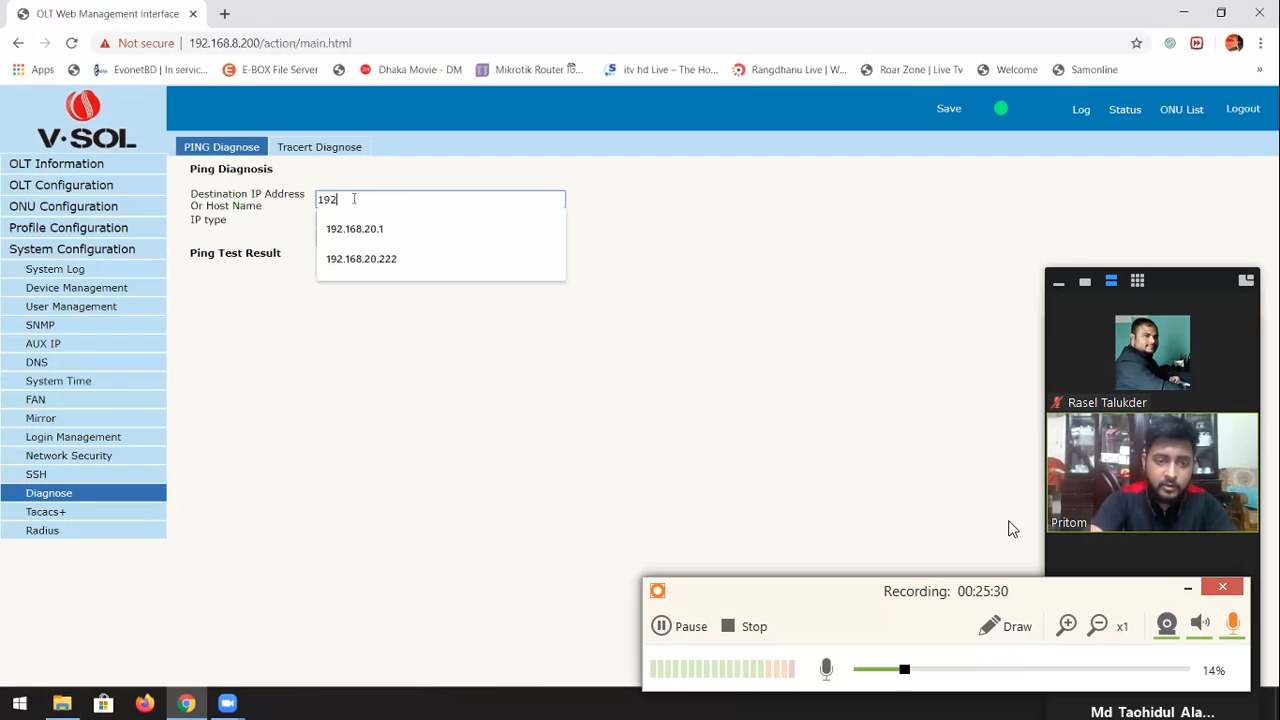 OLT Web Management Interface
Not secure
192.168.8.200/action/main.html
Apps
EvonetBD | In servic...
E-BOX File Server
Dhaka Movie - DM
Mikrotik Router Io...
itv hd Live – The Ho...
Rangdhanu Live | W...
Roar Zone | Live Tv
Welcome
Samonline
»
V·SOL
Save
Log
Status
ONU List
Logout
PING Diagnose
Tracert Diagnose
OLT Information
OLT Configuration
ONU Configuration
Profile Configuration
System Configuration
System Log
Device Management
User Management
SNMP
AUX IP
DNS
System Time
FAN
Mirror
Login Management
Network Security
SSH
Diagnose
Tacacs+
Radius
Ping Diagnosis
Destination IP Address
Or Host Name
192
IP type
192.168.20.1
192.168.20.222
Ping Test Result
Rasel Talukder
Pritom
Recording: 00:25:30
Pause
Stop
Draw
x1
14%
Md Taohidul Ala...